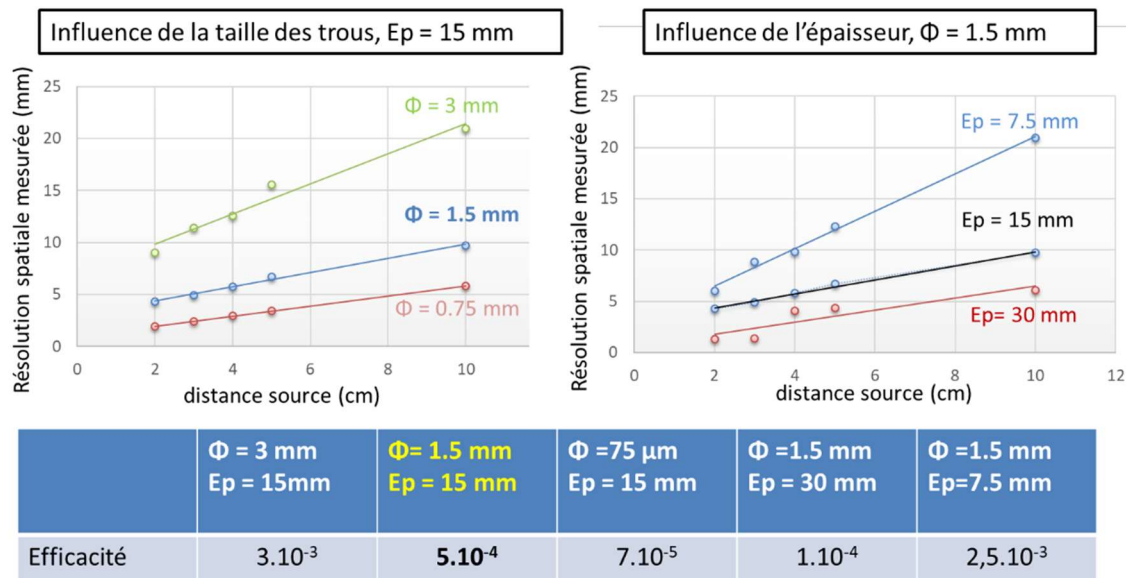 Influence de la taille des trous, Ep = 15 mm
Résolution spatiale mesurée (mm)
25
20
15
10
5
0
Φ = 3 mm
Φ = 1.5 mm
Φ = 0.75 mm
0 2 4 6 8 10
distance source (cm)
Influence de l’épaisseur, Φ = 1.5 mm
Résolution spatiale mesurée (mm)
25
20
15
10
5
0
Ep = 7.5 mm
Ep = 15 mm
Ep= 30 mm
0 2 4 6 8 10 12
distance source (cm)
Φ = 3 mm Φ= 1.5 mm Φ =75 µm Φ =1.5 mm Φ =1.5 mm
Ep = 15mm Ep = 15 mm Ep = 15 mm Ep = 30 mm Ep=7.5 mm
Efficacité 3.10⁻³ 5.10⁻⁴ 7.10⁻⁵ 1.10⁻⁴ 2,5.10⁻³